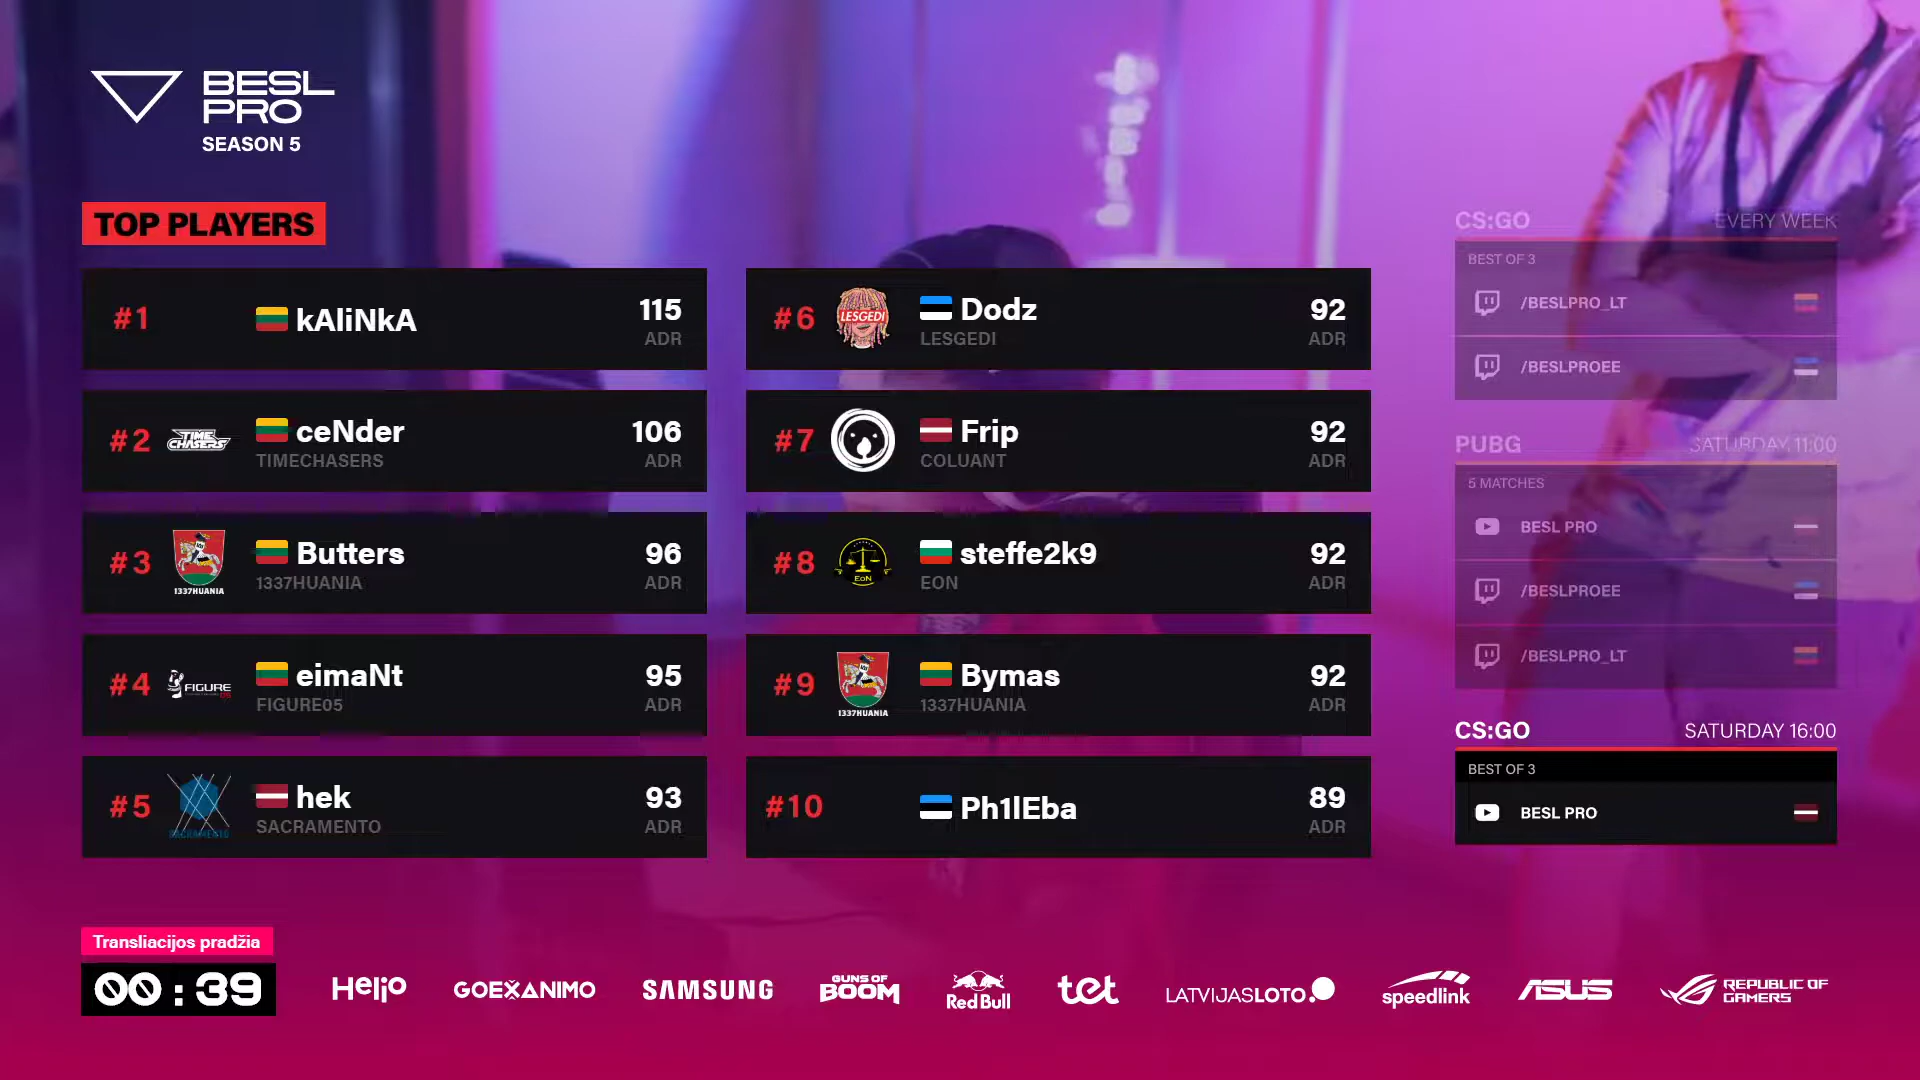 BESL
PRO
SEASON 5
TOP PLAYERS
#1
kAliNkA
115
ADR
#2
TIME
CHASERS
ceNder
TIMECHASERS
106
ADR
#3
1337HUANIA
Butters
1337HUANIA
96
ADR
#4
FIGURE
eimaNt
FIGURE05
95
ADR
#5
SACRAMENTO
hek
SACRAMENTO
93
ADR
#6
LESGEDI
Dodz
LESGEDI
92
ADR
#7
Frip
COLUANT
92
ADR
#8
EoN
steffe2k9
EON
92
ADR
#9
1337HUANIA
Bymas
1337HUANIA
92
ADR
#10
Ph1lEba
89
ADR
CS:GO EVERY WEEK
BEST OF 3
/BESLPRO_LT
/BESLPROEE
PUBG SATURDAY 11:00
5 MATCHES
BESL PRO
/BESLPROEE
/BESLPRO_LT
CS:GO SATURDAY 16:00
BEST OF 3
BESL PRO
Transliacijos pradžia
00:39
Helio
GOEXANIMO
SAMSUNG
GUNS OF
BOOM
Red Bull
tet
LATVIJASLOTO
speedlink
ASUS
REPUBLIC OF
GAMERS